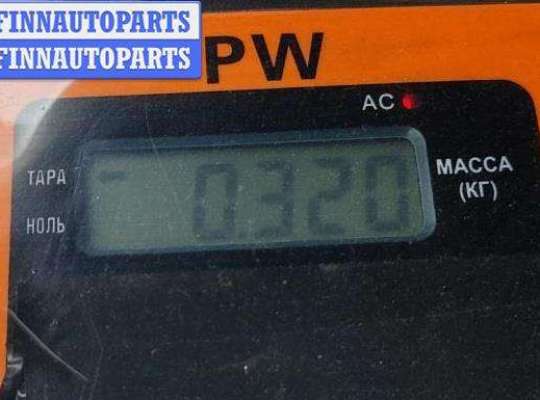 FINNAUTOPARTS
FINNAUTOPARTS
PW
AC
ТАРА
НОЛЬ
0.320
МАССА
(КГ)